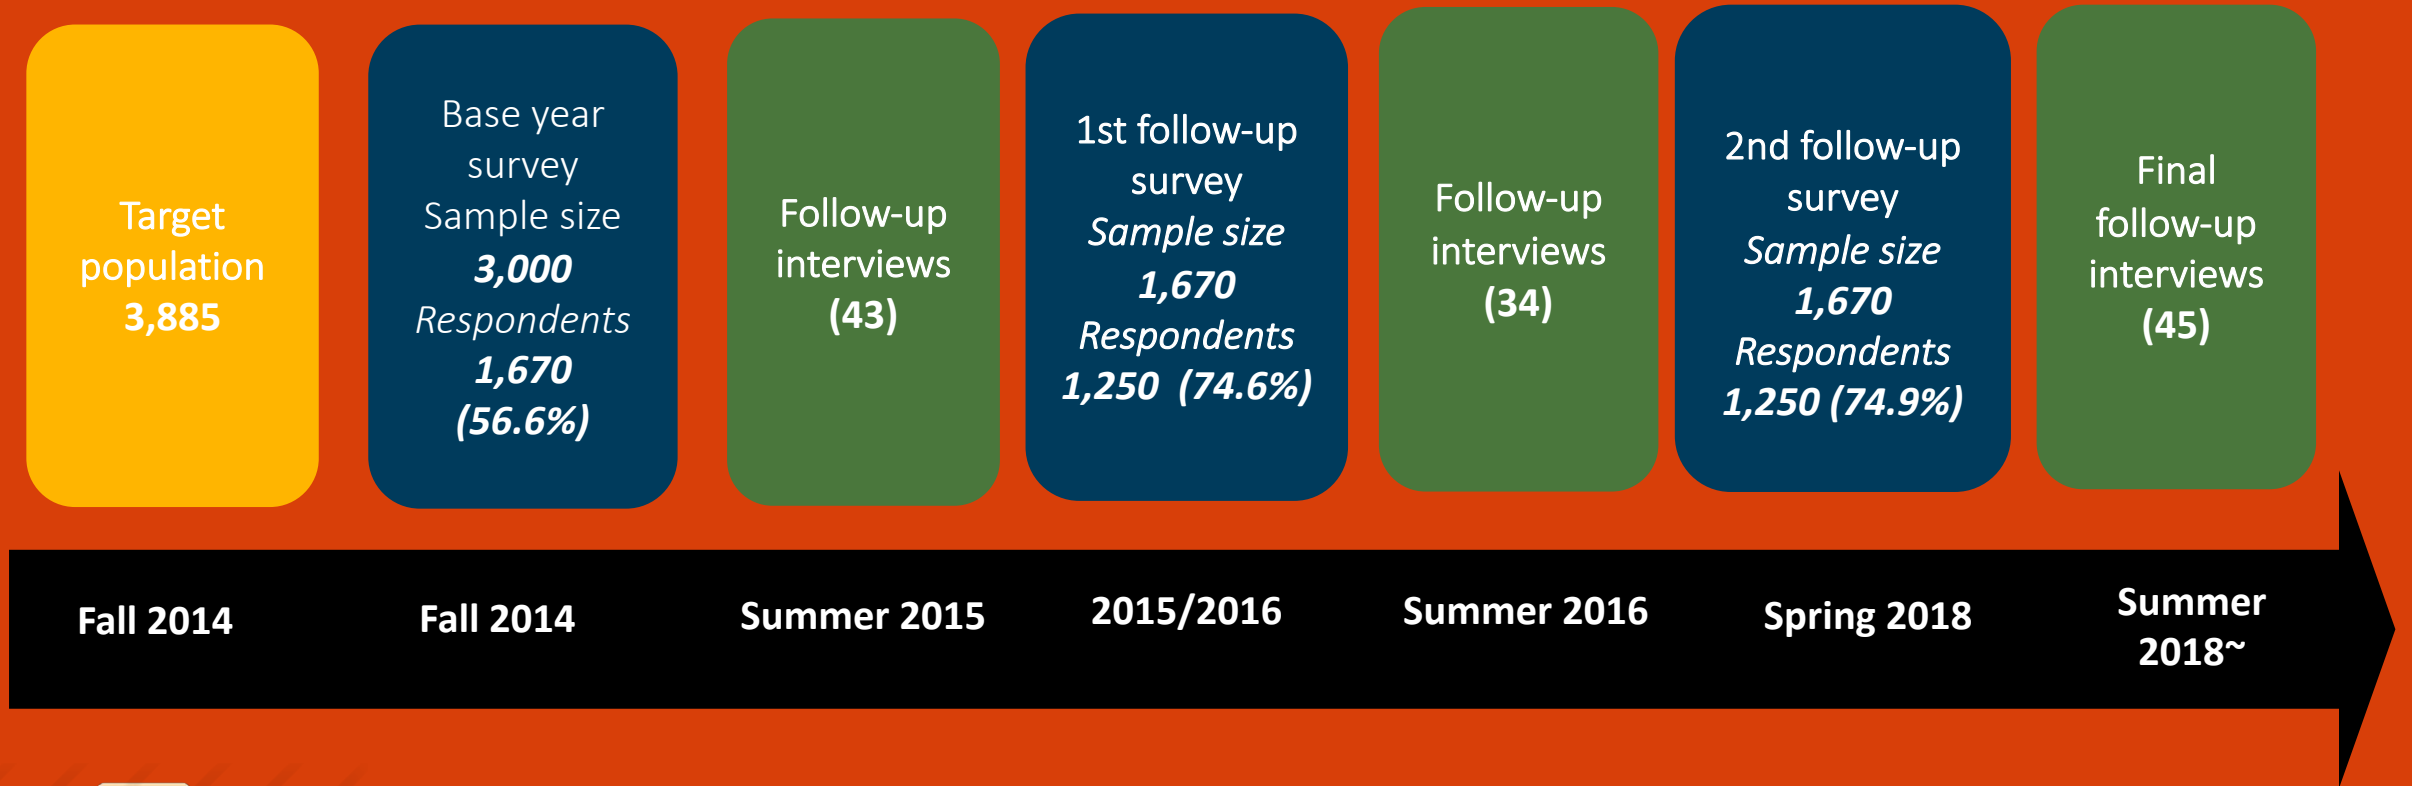 Target
population
3,885
Base year
survey
Sample size
3,000
Respondents
1,670
(56.6%)
Follow-up
interviews
(43)
1st follow-up
survey
Sample size
1,670
Respondents
1,250 (74.6%)
Follow-up
interviews
(34)
2nd follow-up
survey
Sample size
1,670
Respondents
1,250 (74.9%)
Final
follow-up
interviews
(45)
Fall 2014
Fall 2014
Summer 2015
2015/2016
Summer 2016
Spring 2018
Summer
2018~